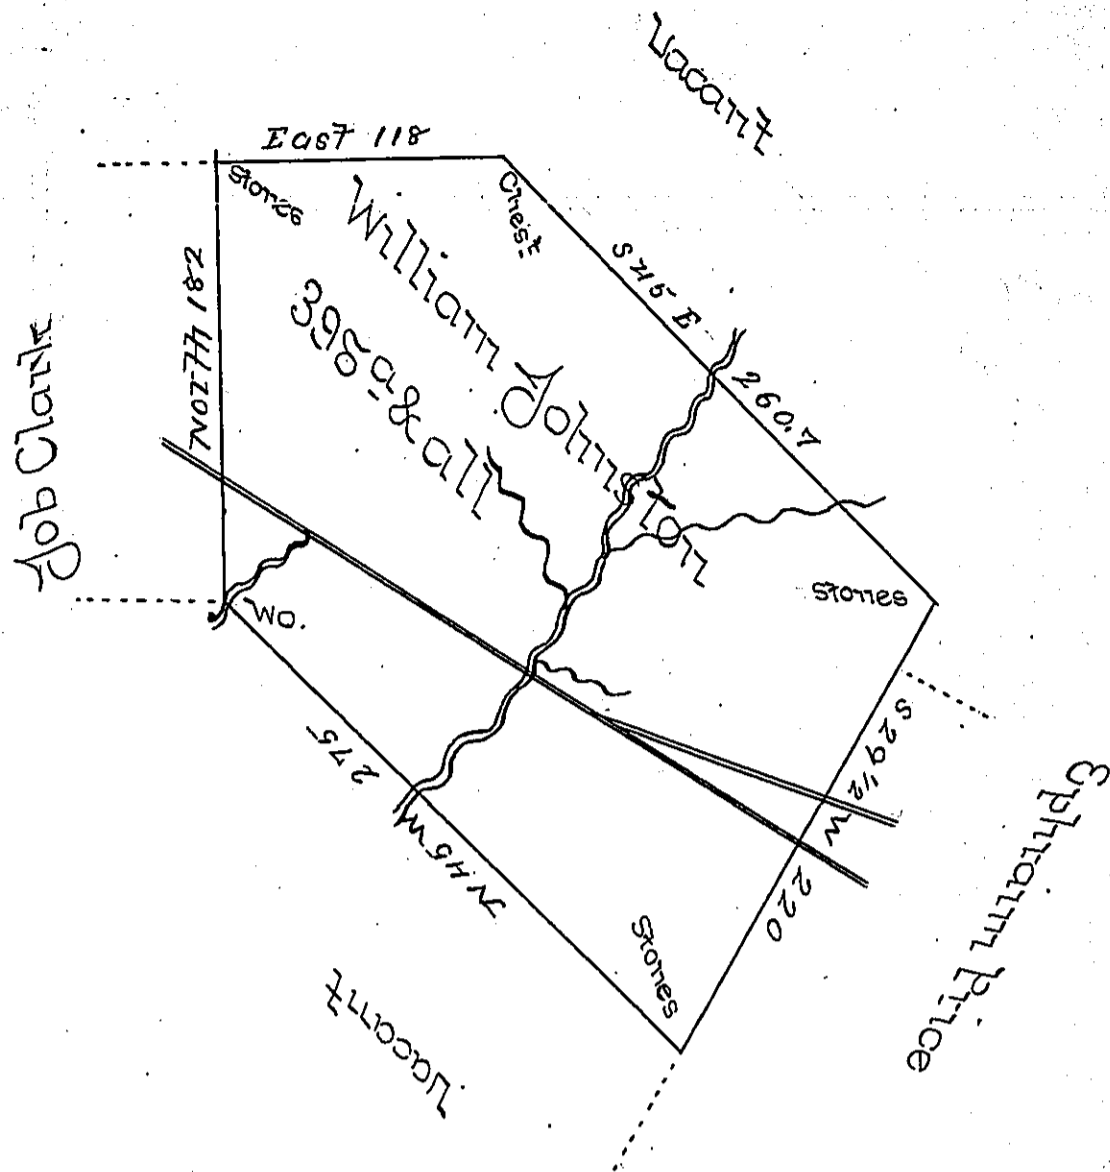 Vacant
East 118
Stones
Chest.
William Johnston
398 a & all
S 45 E
260.7
North 182
Job Clark
Stones
WO.
S 29 1/2 W
220
Ephraim Price
275
N 45 W
Stones
Vacant